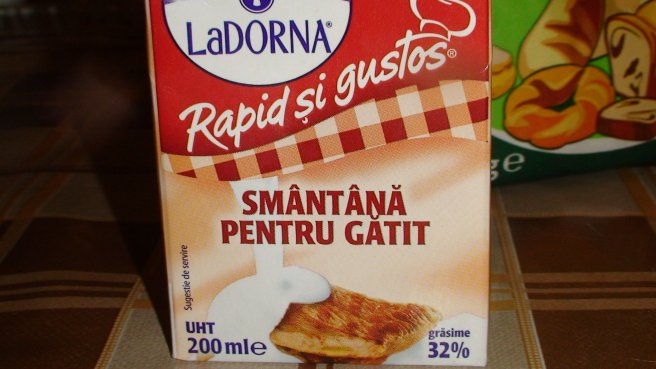 LaDORNA®
Rapid și gustos®
SMÂNTÂNĂ
PENTRU GĂTIT
Sugestie de servire
UHT
200 ml e
grăsime
32%